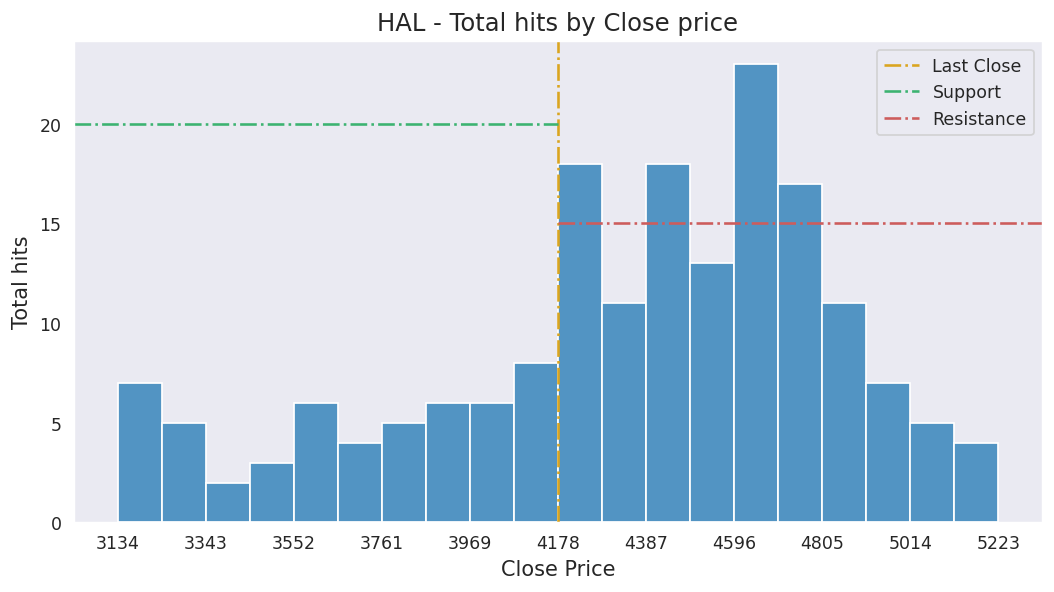 HAL - Total hits by Close price
Last Close
Support
Resistance
Total hits
20
15
10
5
0
3134 3343 3552 3761 3969 4178 4387 4596 4805 5014 5223
Close Price